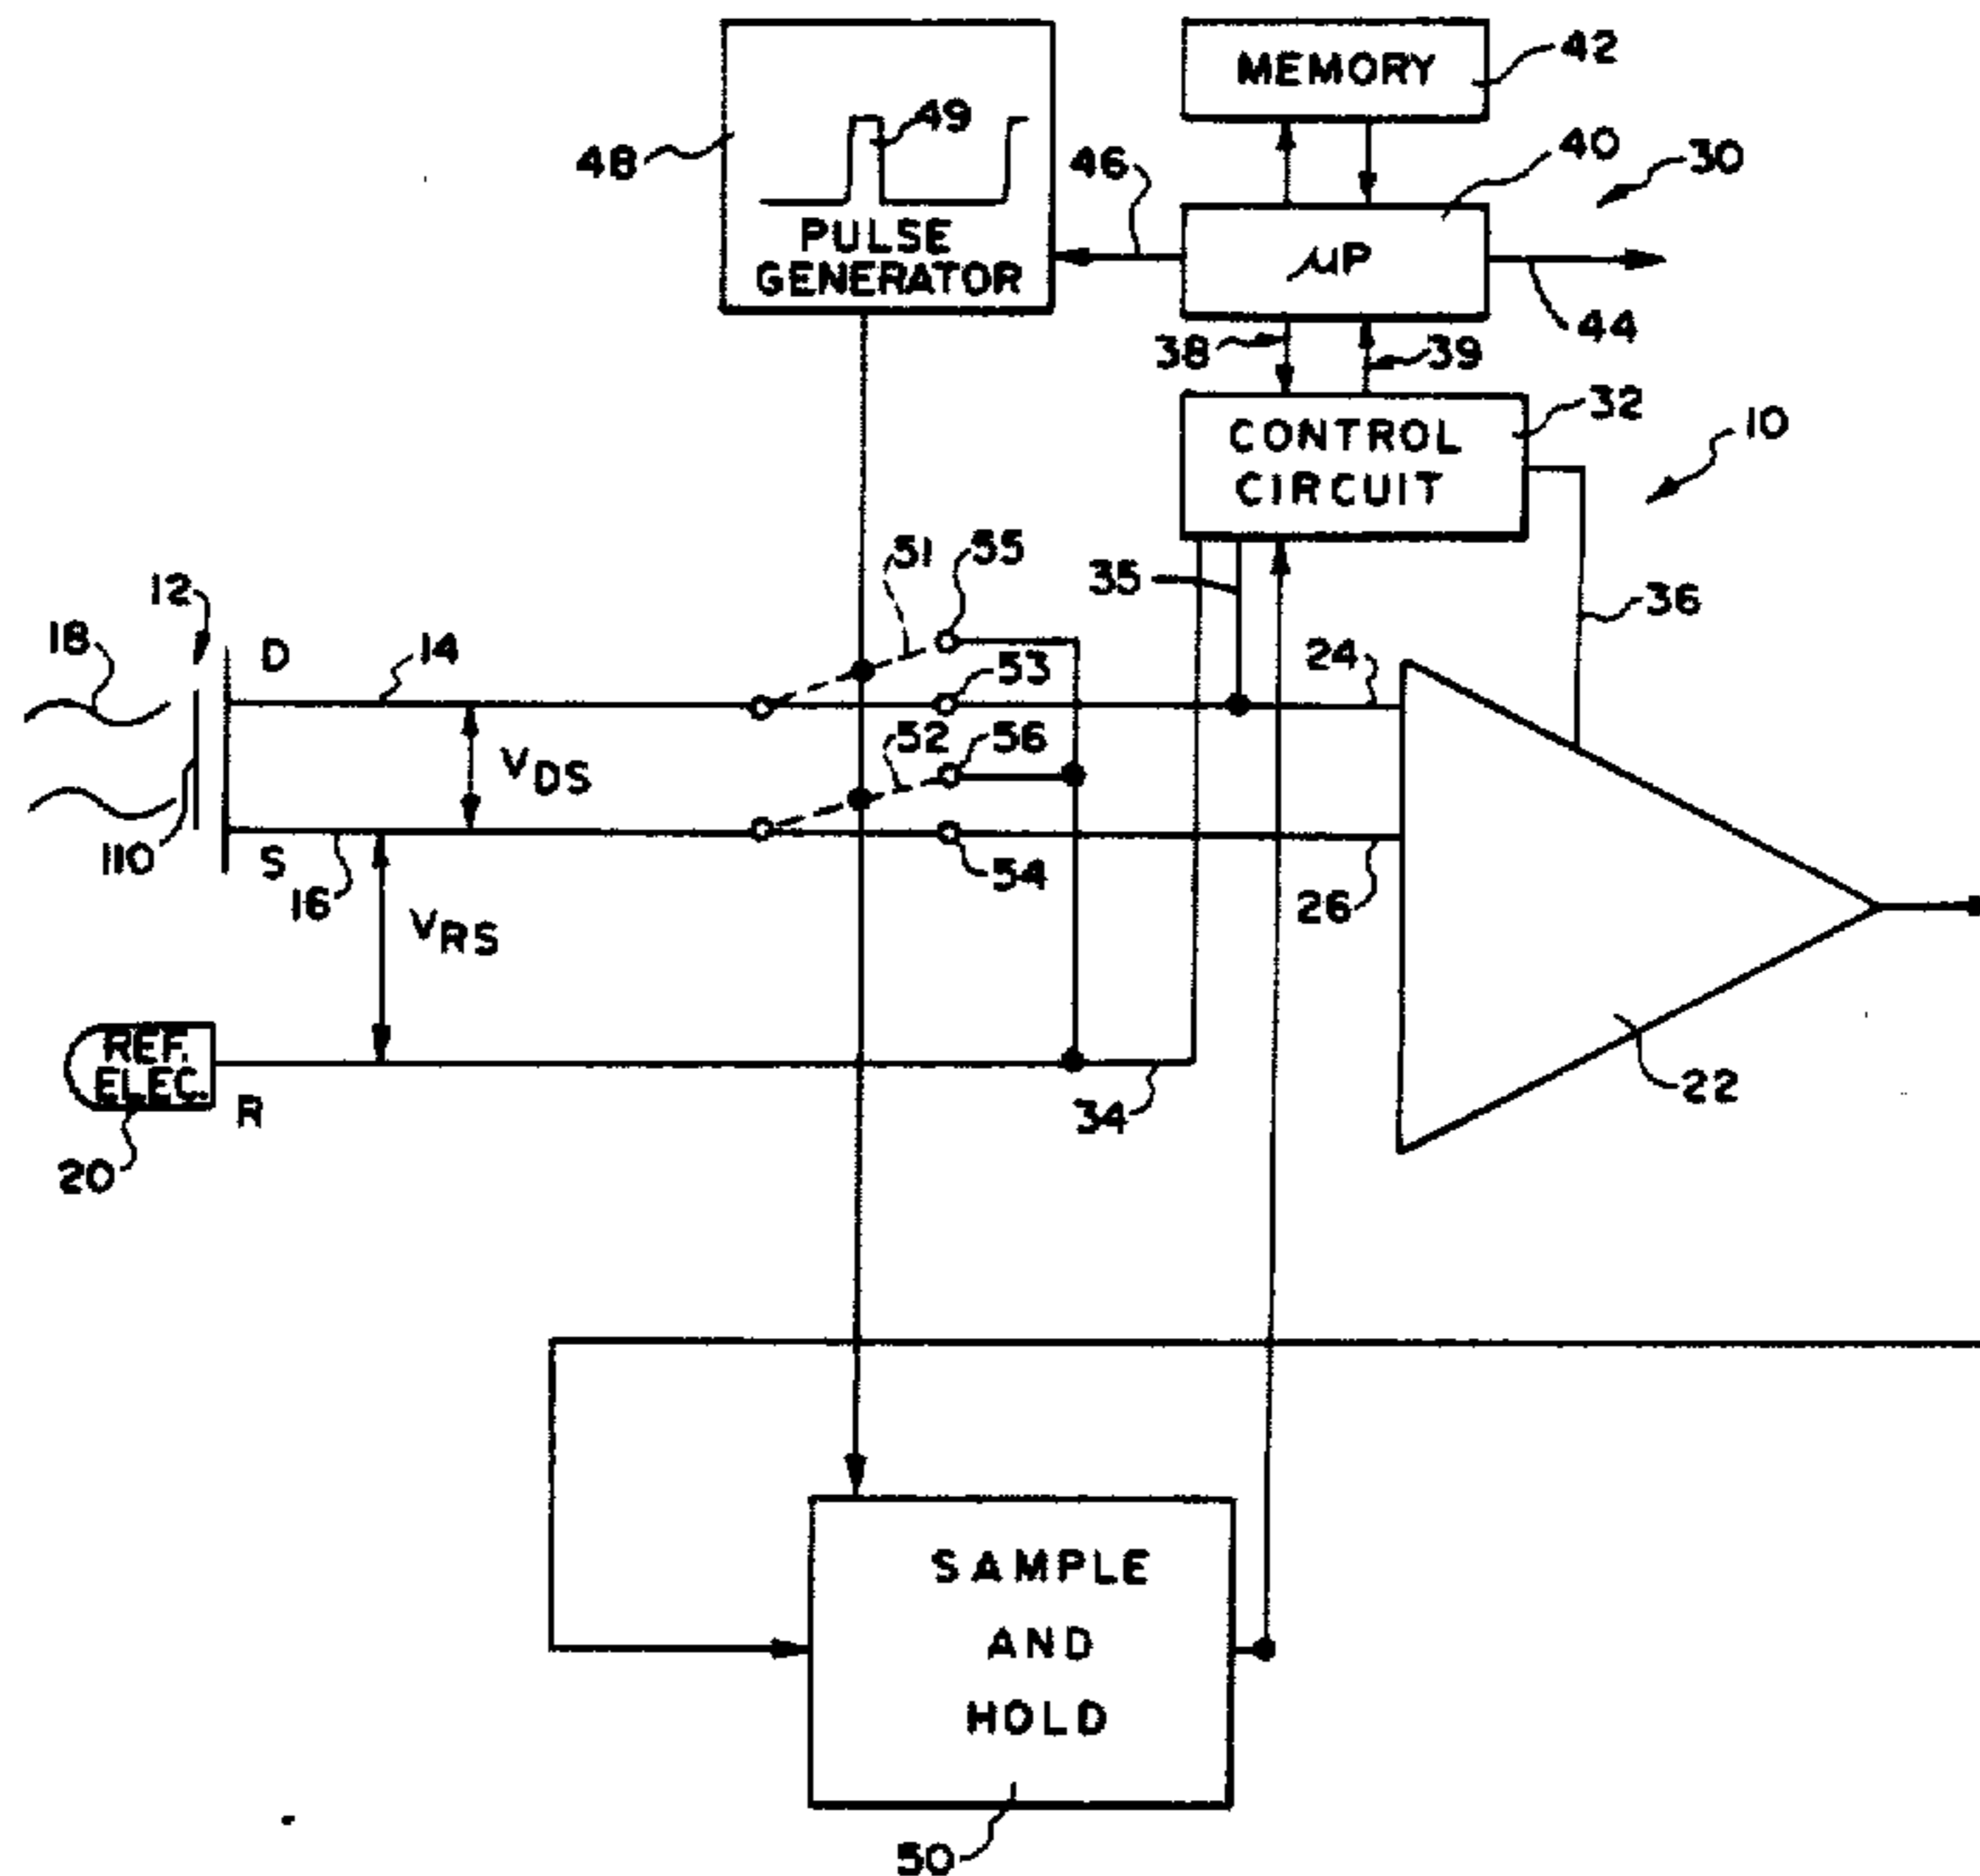 MEMORY
42
49
48
46
40
30
PULSE
GENERATOR
μP
44
38
39
32
CONTROL
CIRCUIT
10
12
18
D
14
51
55
35
36
53
24
V_DS
52
56
110
S
16
54
26
V_RS
REF.
ELEC.
R
20
34
22
SAMPLE
AND
HOLD
50